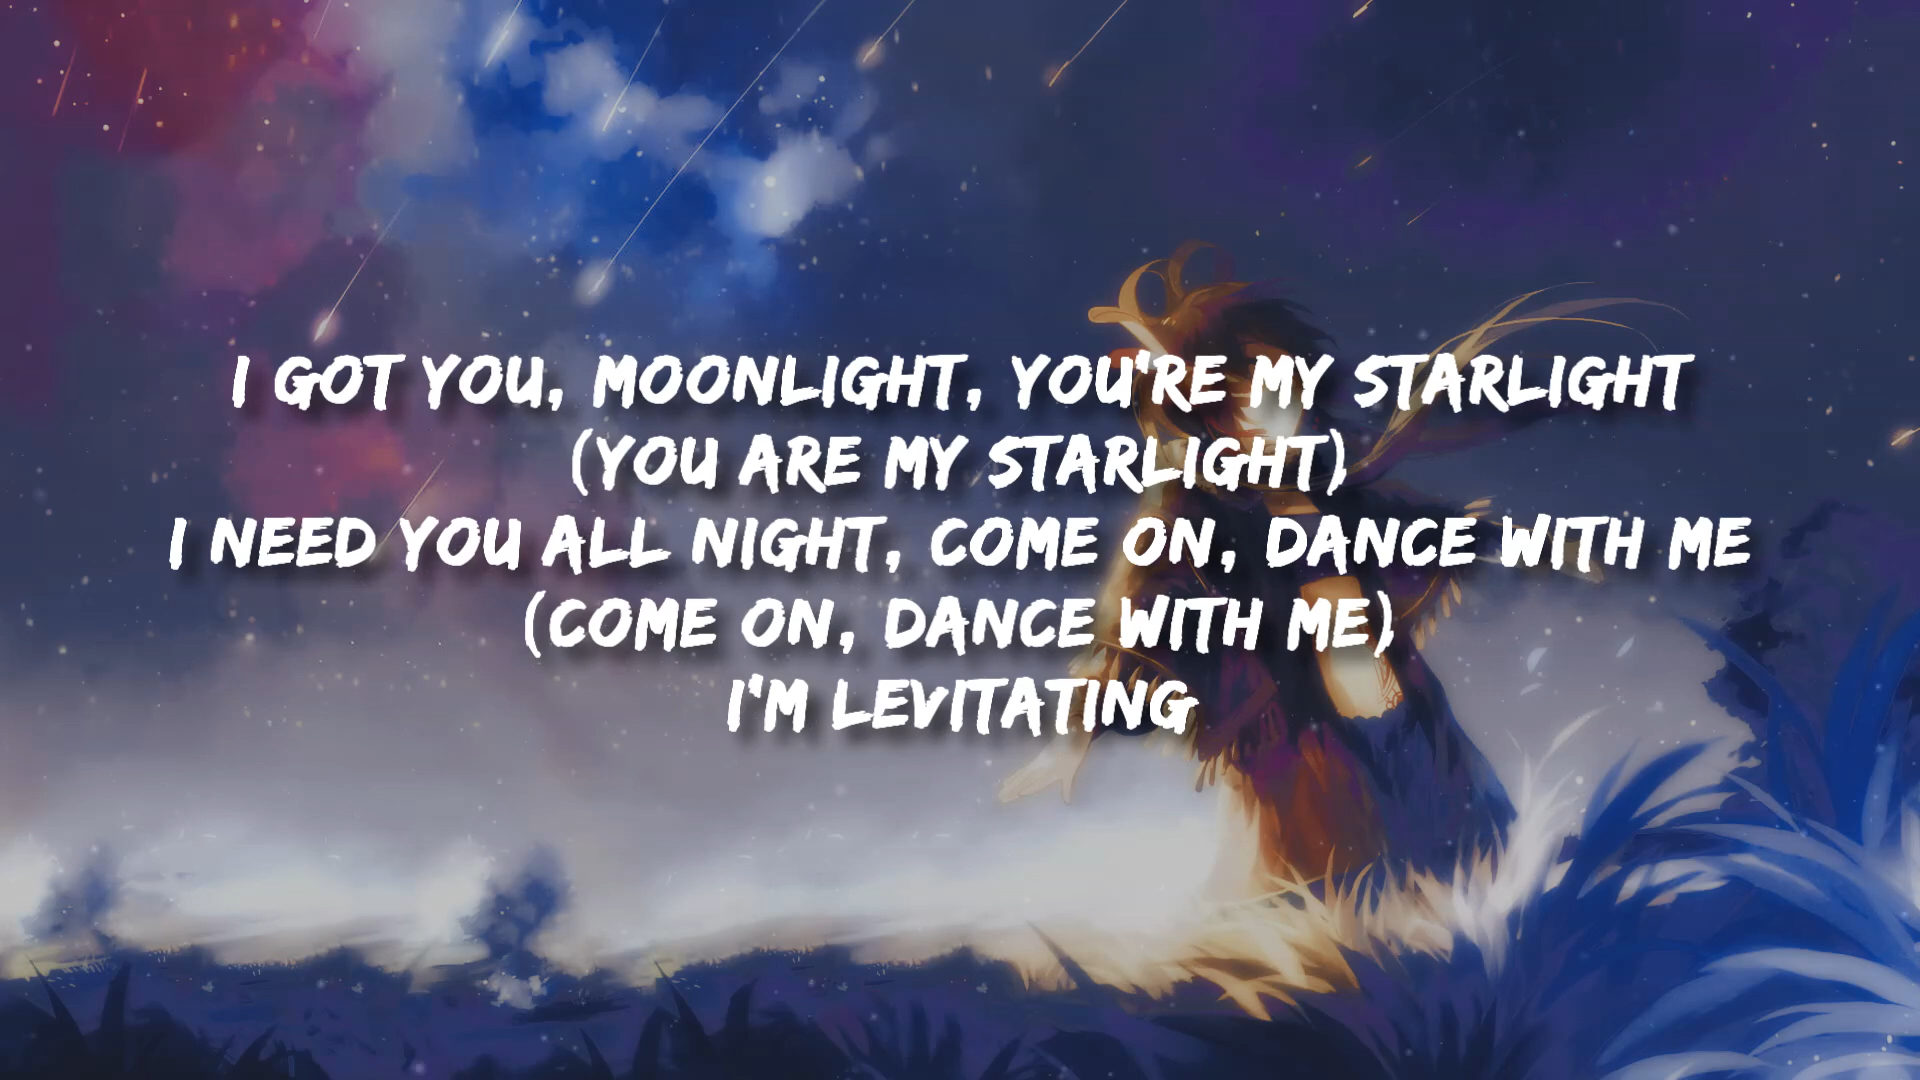 I GOT YOU, MOONLIGHT, YOU'RE MY STARLIGHT
(YOU ARE MY STARLIGHT)
I NEED YOU ALL NIGHT, COME ON, DANCE WITH ME
(COME ON, DANCE WITH ME)
I'M LEVITATING